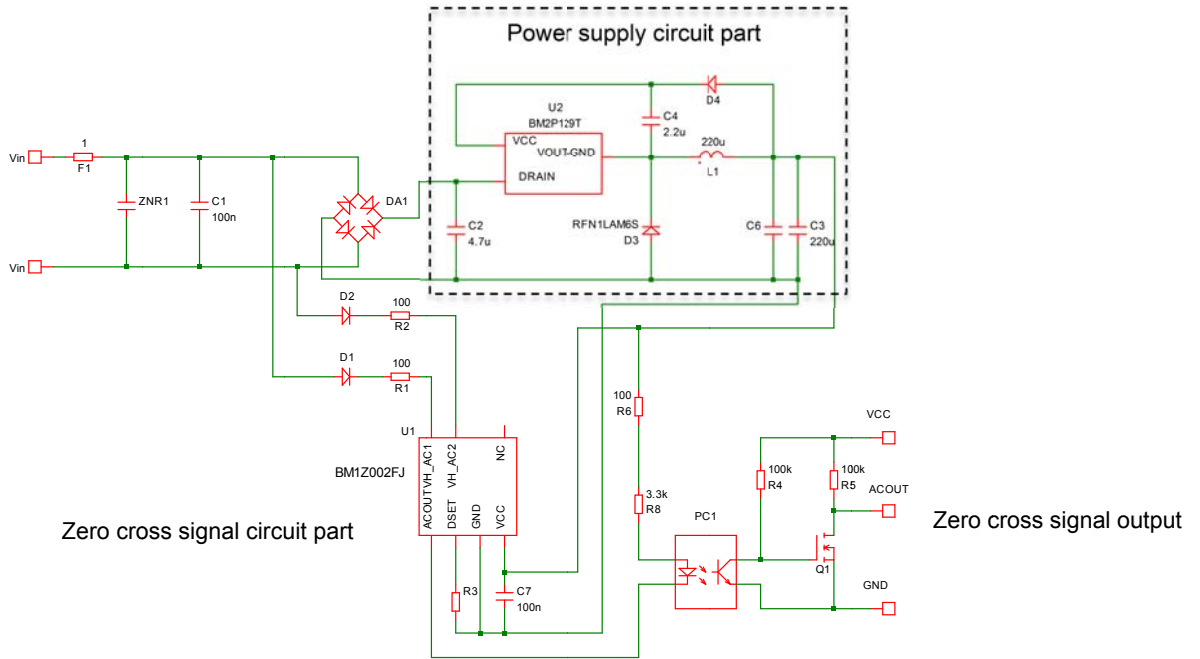 Power supply circuit part
D4
U2
BM2P129T
C4
2.2u
220u
L1
VCC
VOUT-GND
DRAIN
1
F1
Vin
ZNR1
C1
100n
DA1
C2
4.7u
RFN1LAM6S
D3
C6
C3
220u
Vin
D2
100
R2
D1
100
R1
100
R6
U1
BM1Z002FJ
VH_AC1
VH_AC2
NC
ACOUT
DSET
GND
VCC
VCC
100k
R4
100k
R5
ACOUT
3.3k
R8
PC1
Q1
Zero cross signal circuit part
Zero cross signal output
GND
R3
C7
100n